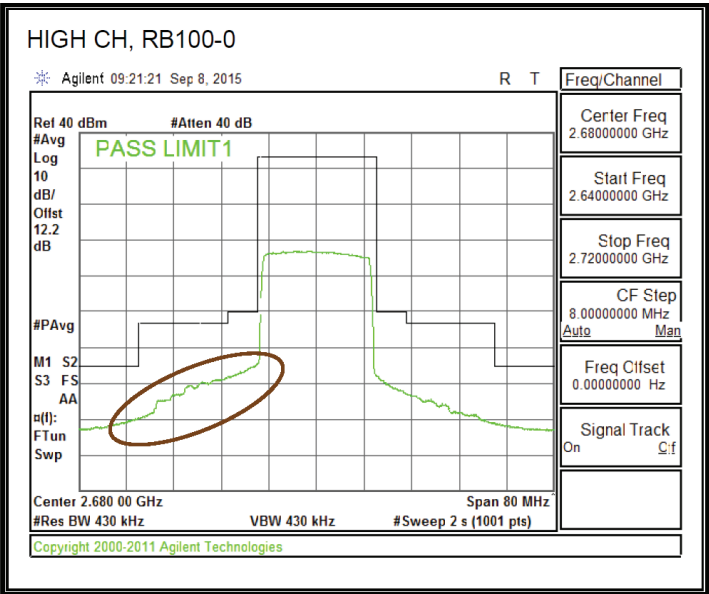 HIGH CH, RB100-0
Agilent 09:21:21 Sep 8, 2015 R T
Freq/Channel
Ref 40 dBm #Atten 40 dB
#Avg
Log
10
dB/
Offst
12.2
dB
PASS LIMIT1
#PAvg
M1 S2
S3 FS
AA
¤(f):
FTun
Swp
Center 2.680 00 GHz Span 80 MHz
#Res BW 430 kHz VBW 430 kHz #Sweep 2 s (1001 pts)
Copyright 2000-2011 Agilent Technologies
Center Freq
2.68000000 GHz
Start Freq
2.64000000 GHz
Stop Freq
2.72000000 GHz
CF Step
8.00000000 MHz
Auto Man
Freq Offset
0.00000000 Hz
Signal Track
On Off